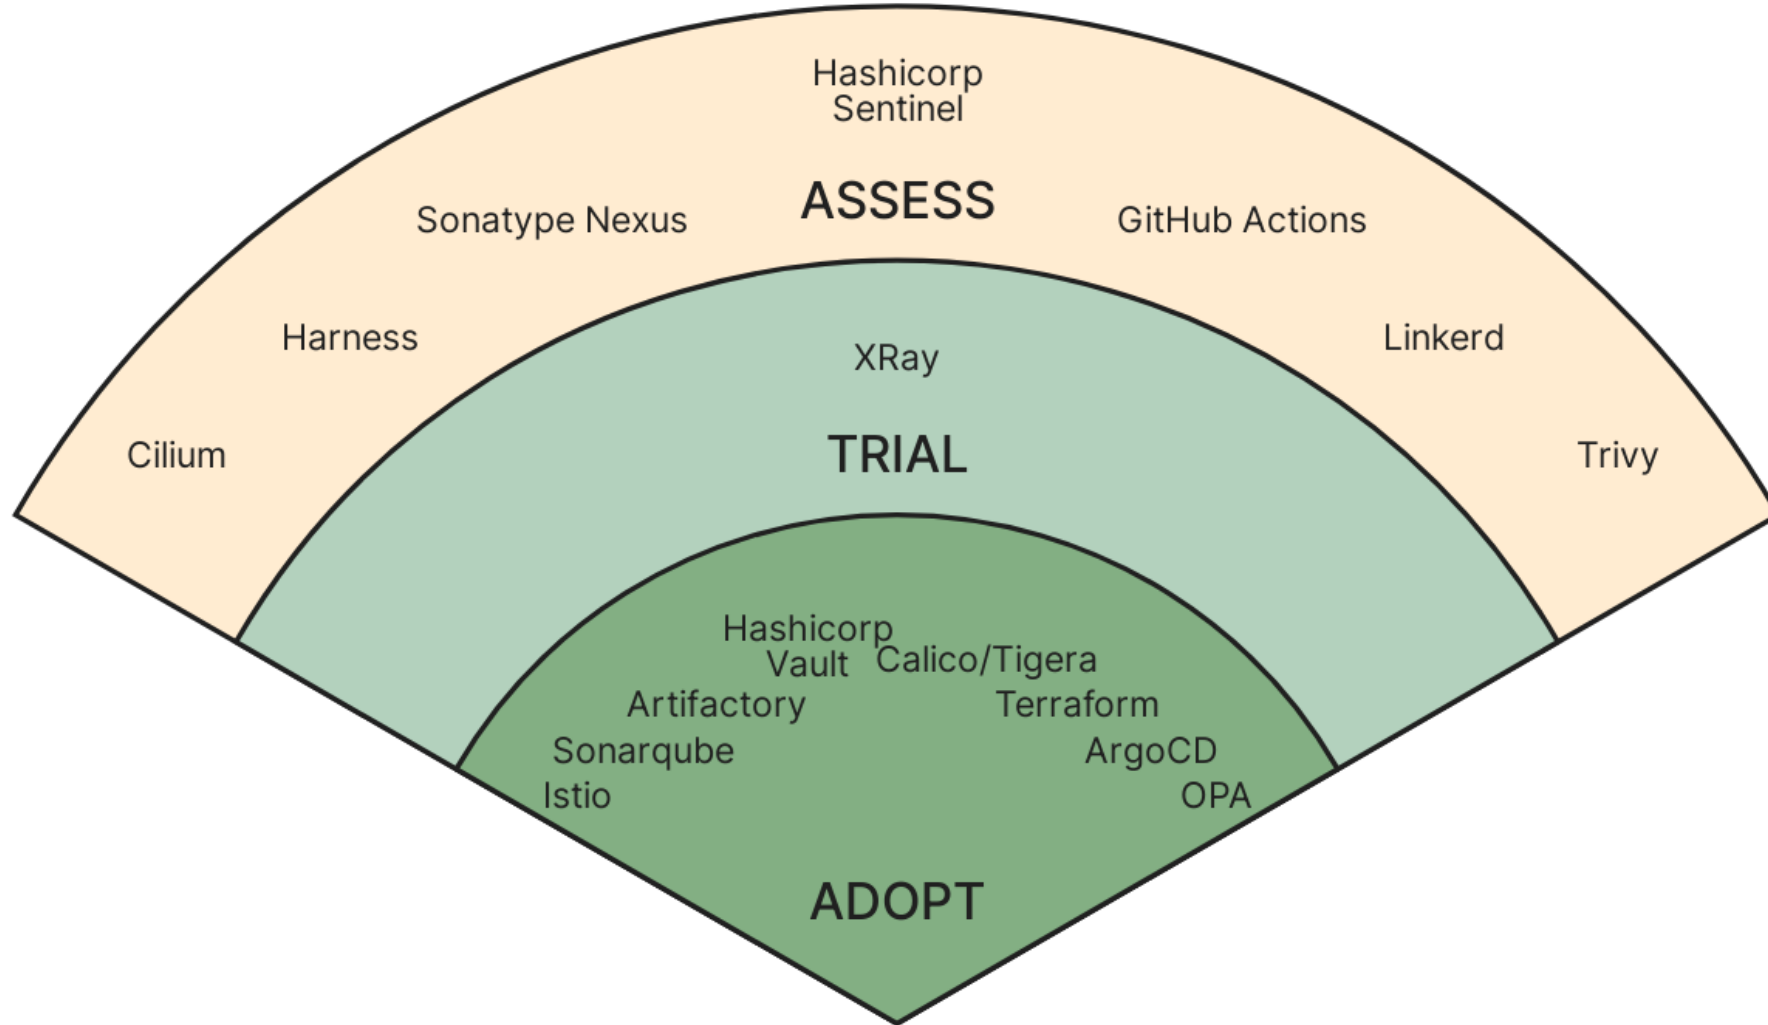 Hashicorp
Sentinel
ASSESS
Sonatype Nexus
GitHub Actions
Harness
Linkerd
Cilium
Trivy
XRay
TRIAL
Hashicorp
Vault
Calico/Tigera
Artifactory
Terraform
Sonarqube
ArgoCD
Istio
OPA
ADOPT